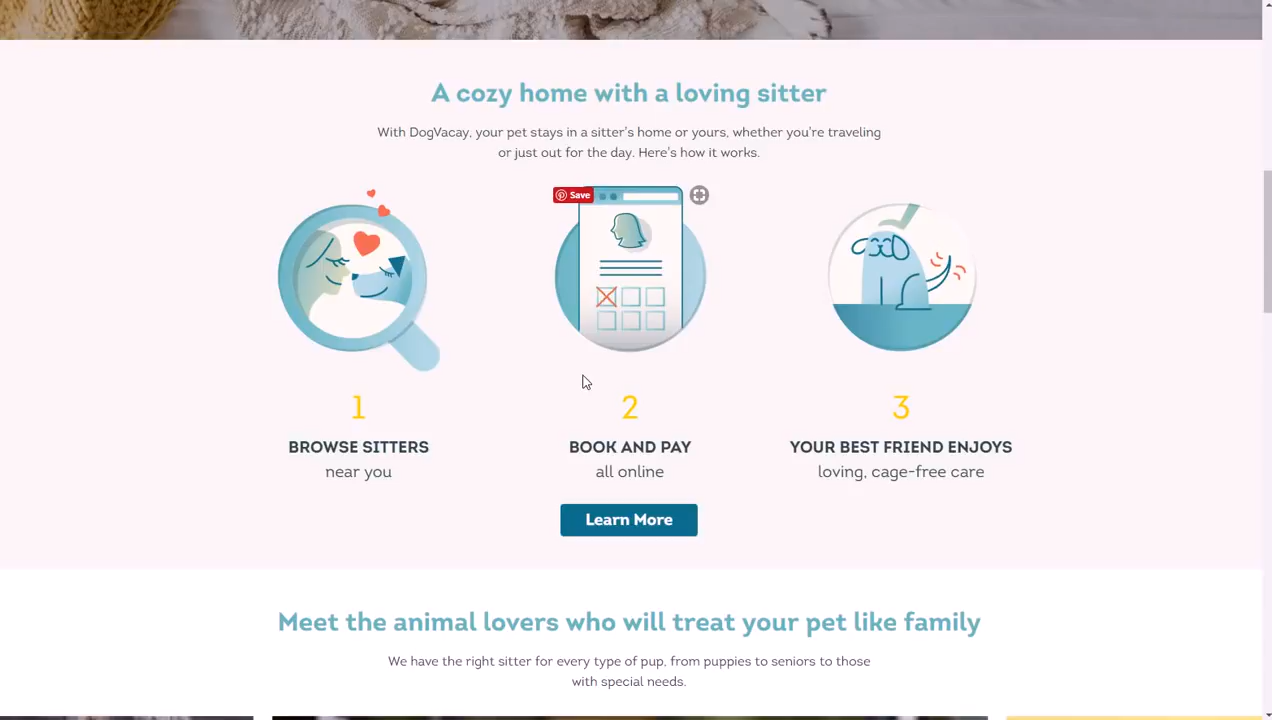 A cozy home with a loving sitter
With DogVacay, your pet stays in a sitter's home or yours, whether you're traveling
or just out for the day. Here's how it works.
Save
1
2
3
BROWSE SITTERS
near you
BOOK AND PAY
all online
YOUR BEST FRIEND ENJOYS
loving, cage-free care
Learn More
Meet the animal lovers who will treat your pet like family
We have the right sitter for every type of pup, from puppies to seniors to those
with special needs.